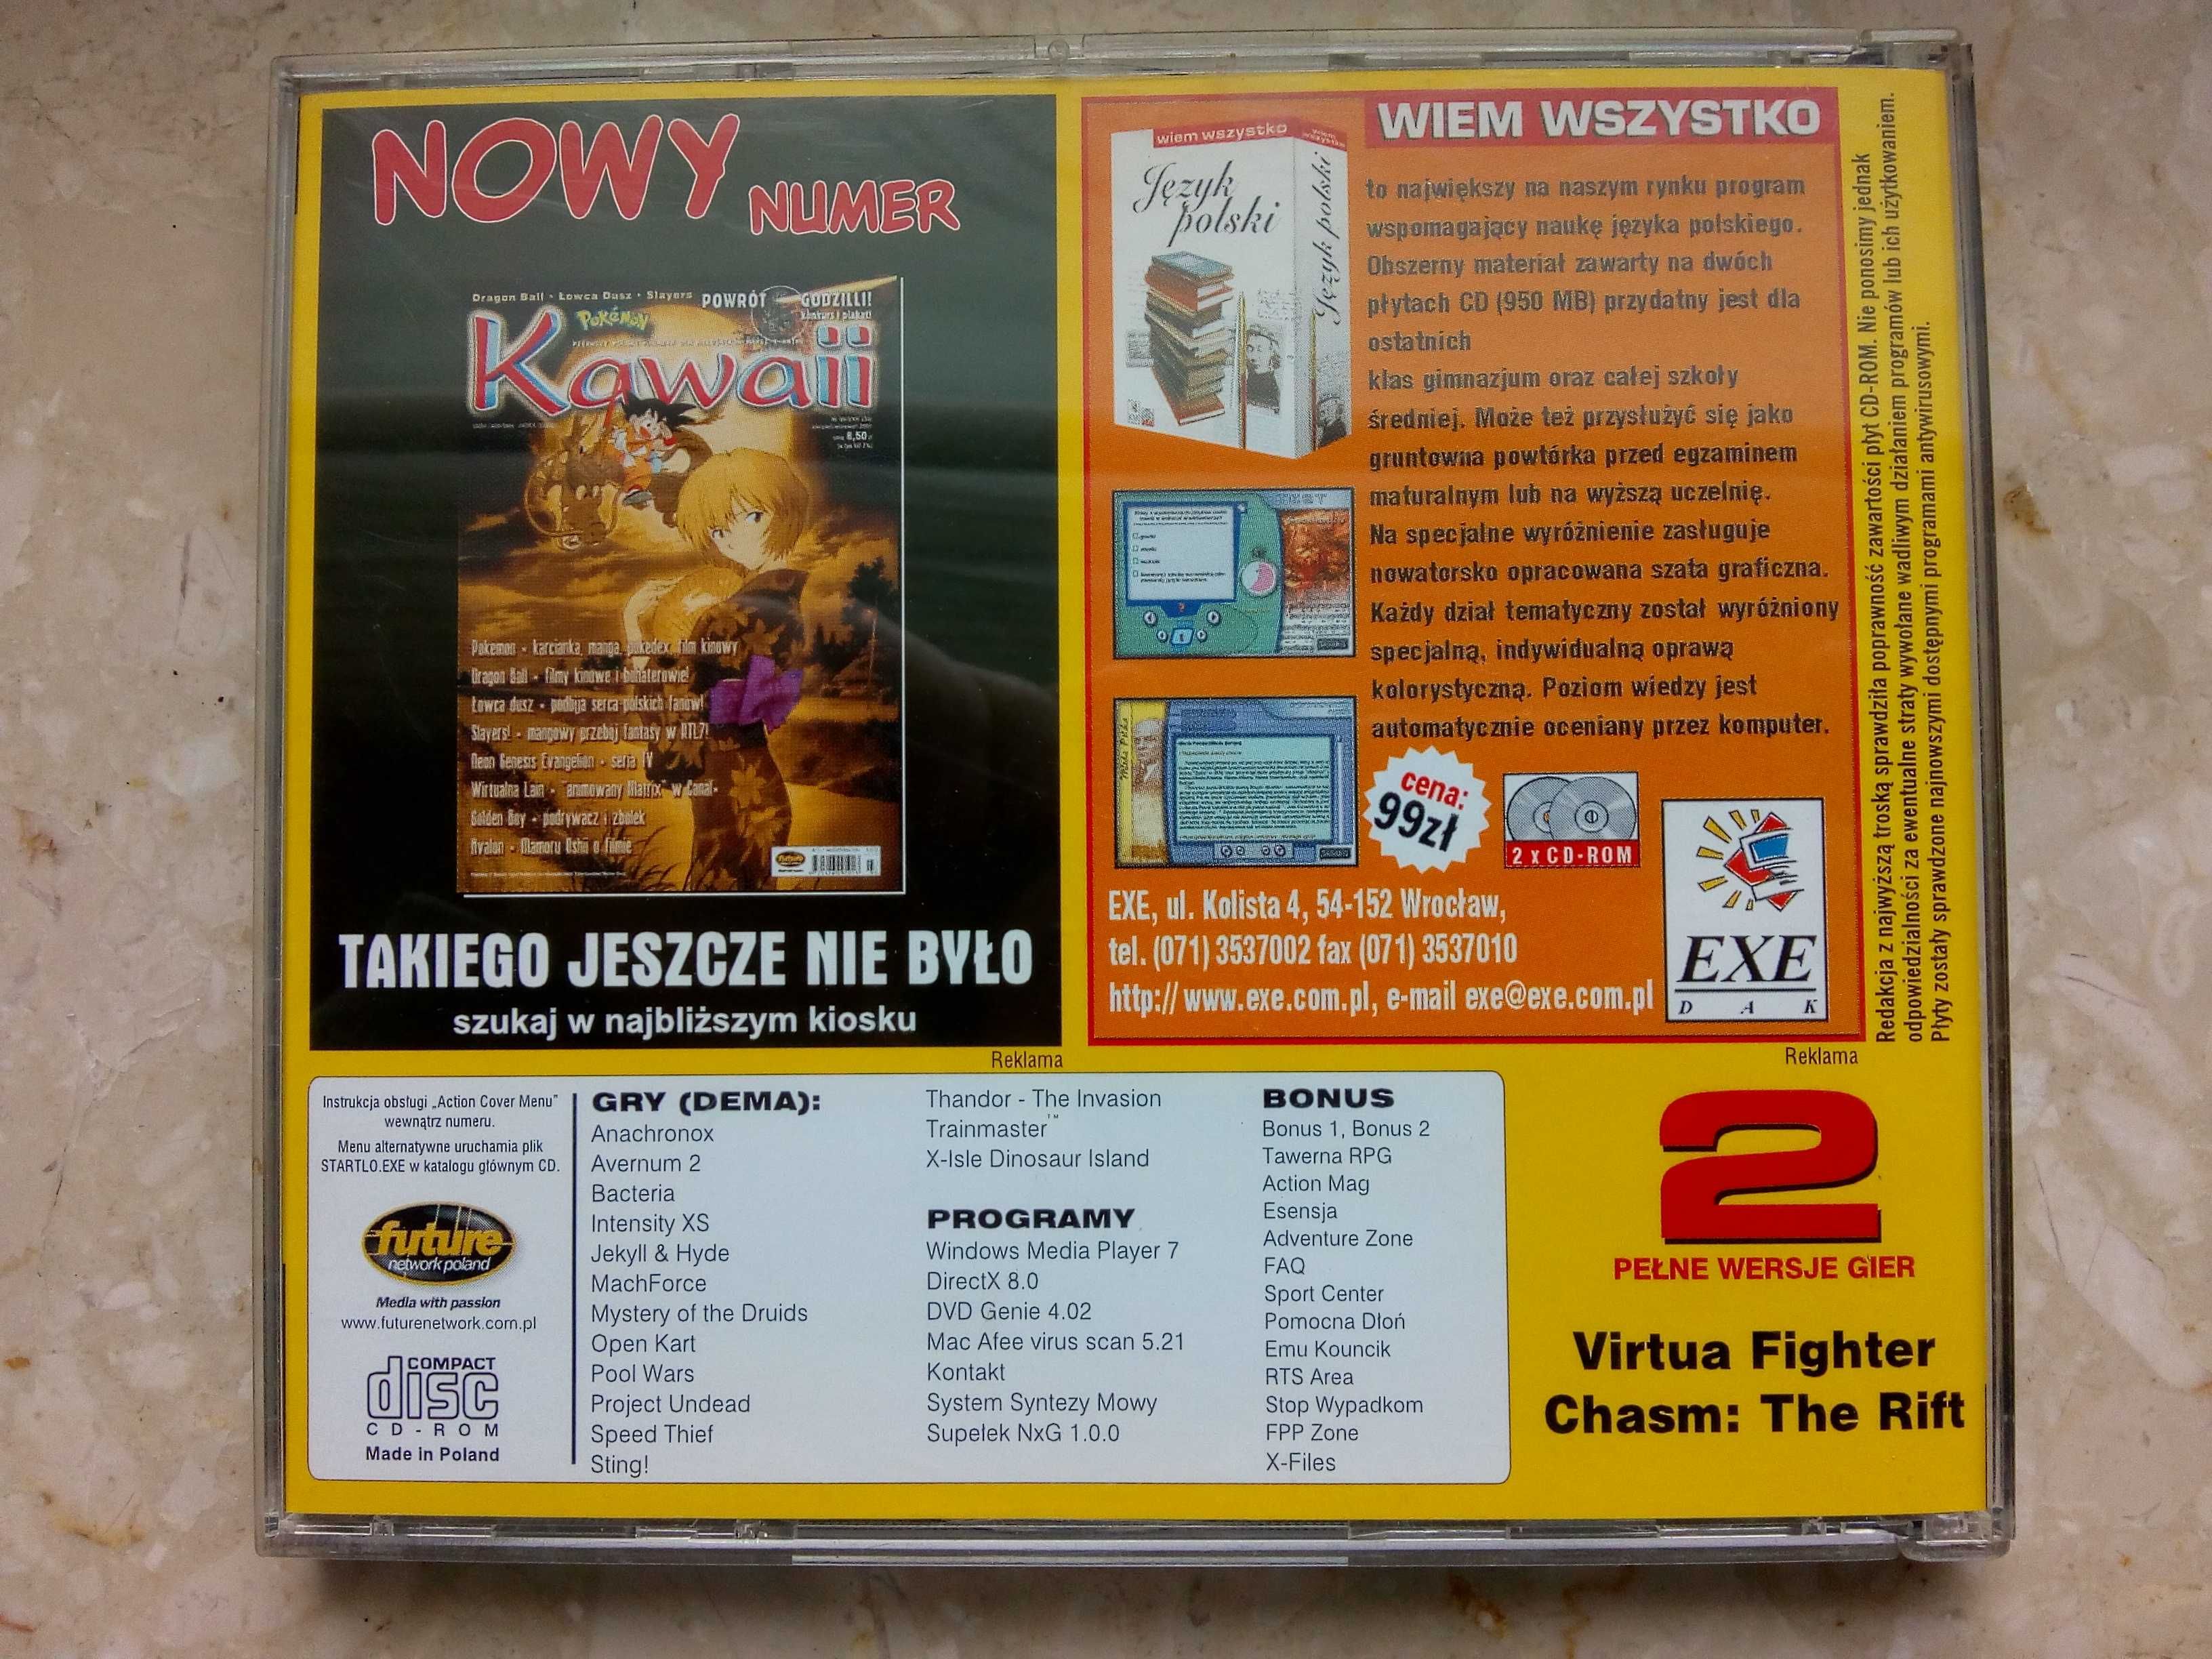 NOWY
NUMER
Dragon Ball • Łowca Dusz • Slayers
POWRÓT GODZILLI!
konkurs i plakat!
POKéMON
Kawaii
8,50
Pokemon - karcianka, manga, pokedex, film kinowy
Dragon Ball - filmy kinowe i bohaterowie!
Łowca dusz - podbija serca polskich fanów!
Slayers! - mangowy przebój fantasy w RTL7!
Neon Genesis Evangelion - seria TV
Wirtualna Lain - "animowany Matrix" w Canal+
Golden Boy - podrywacz i zbolek
Avalon - Mamoru Oshii o filmie
future
TAKIEGO JESZCZE NIE BYŁO
szukaj w najbliższym kiosku
Reklama
WIEM WSZYSTKO
wiem wszystko
wiem wszystko
Język
polski
Język polski
to największy na naszym rynku program
wspomagający naukę języka polskiego.
Obszerny materiał zawarty na dwóch
płytach CD (950 MB) przydatny jest dla
ostatnich
klas gimnazjum oraz całej szkoły
średniej. Może też przysłużyć się jako
gruntowna powtórka przed egzaminem
maturalnym lub na wyższą uczelnię.
Na specjalne wyróżnienie zasługuje
nowatorsko opracowana szata graficzna.
Każdy dział tematyczny został wyróżniony
specjalną, indywidualną oprawą
kolorystyczną. Poziom wiedzy jest
automatycznie oceniany przez komputer.
cena:
99zł
2 x CD-ROM
EXE, ul. Kolista 4, 54-152 Wrocław,
tel. (071) 3537002 fax (071) 3537010
http:// www.exe.com.pl, e-mail exe@exe.com.pl
EXE
D A K
Reklama
Redakcja z najwyższą troską sprawdziła poprawność zawartości płyt CD-ROM. Nie ponosimy jednak
odpowiedzialności za ewentualne straty wywołane wadliwym działaniem programów lub ich użytkowaniem.
Płyty zostały sprawdzone najnowszymi dostępnymi programami antywirusowymi.
Instrukcja obsługi „Action Cover Menu"
wewnątrz numeru.
Menu alternatywne uruchamia plik
STARTLO.EXE w katalogu głównym CD.
future
network poland
Media with passion
www.futurenetwork.com.pl
COMPACT
disc
CD-ROM
Made in Poland
GRY (DEMA):
Anachronox
Avernum 2
Bacteria
Intensity XS
Jekyll & Hyde
MachForce
Mystery of the Druids
Open Kart
Pool Wars
Project Undead
Speed Thief
Sting!
Thandor - The Invasion
Trainmaster™
X-Isle Dinosaur Island
PROGRAMY
Windows Media Player 7
DirectX 8.0
DVD Genie 4.02
Mac Afee virus scan 5.21
Kontakt
System Syntezy Mowy
Supełek NxG 1.0.0
BONUS
Bonus 1, Bonus 2
Tawerna RPG
Action Mag
Esensja
Adventure Zone
FAQ
Sport Center
Pomocna Dłoń
Emu Kouncik
RTS Area
Stop Wypadkom
FPP Zone
X-Files
2
PEŁNE WERSJE GIER
Virtua Fighter
Chasm: The Rift